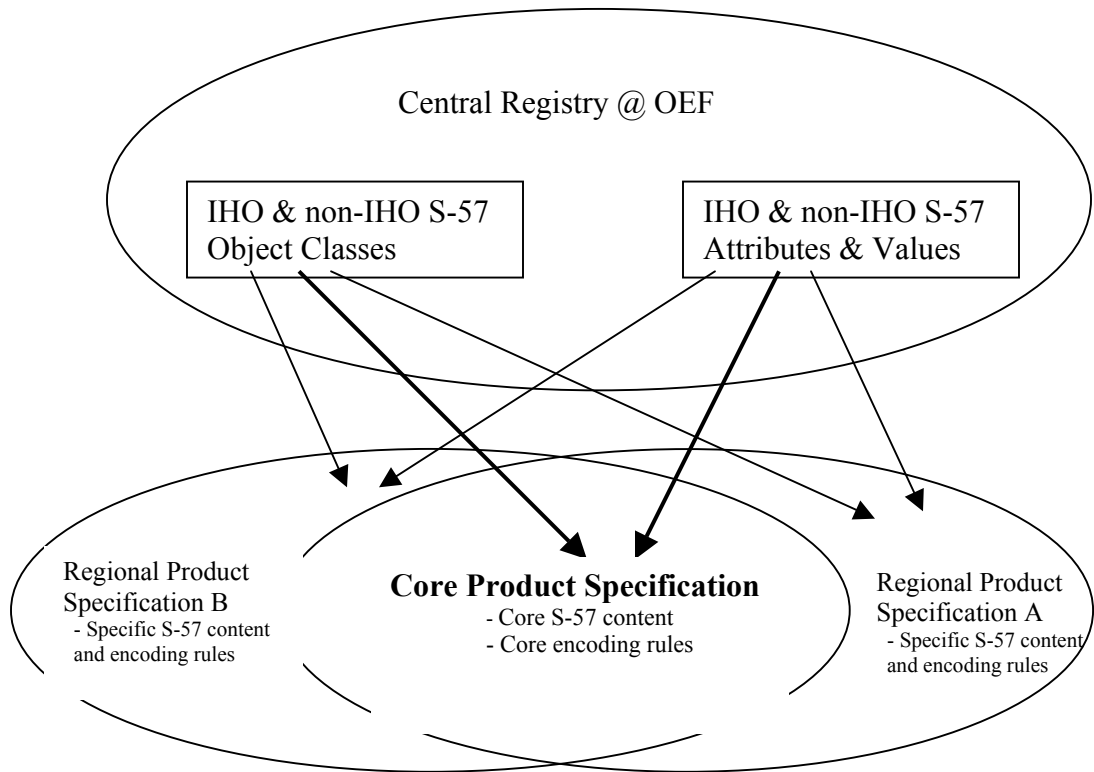 Central Registry @ OEF
IHO & non-IHO S-57
Object Classes
IHO & non-IHO S-57
Attributes & Values
Regional Product
Specification B
- Specific S-57 content
and encoding rules
Core Product Specification
- Core S-57 content
- Core encoding rules
Regional Product
Specification A
- Specific S-57 content
and encoding rules